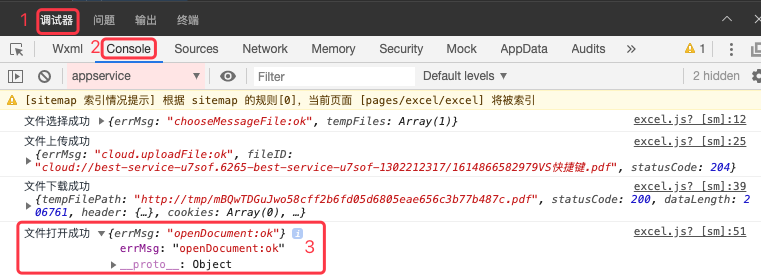 1 调试器 问题 输出 终端
Wxml 2 Console Sources Network Memory Security Mock AppData Audits » 1
appservice Filter Default levels 2 hidden
[sitemap 索引情况提示] 根据 sitemap 的规则[0]，当前页面 [pages/excel/excel] 将被索引
文件选择成功 {errMsg: "chooseMessageFile:ok", tempFiles: Array(1)} excel.js? [sm]:12
文件上传成功 excel.js? [sm]:25
{errMsg: "cloud.uploadFile:ok", fileID:
"cloud://best-service-u7sof.6265-best-service-u7sof-1302212317/1614866582979VS快捷键.pdf", statusCode: 204}
文件下载成功 excel.js? [sm]:39
{tempFilePath: "http://tmp/mBQwTDGuJwo58cff2b6fd05d6805eae656c3b77b487c.pdf", statusCode: 200, dataLength: 2
06761, header: {…}, cookies: Array(0), …}
文件打开成功 {errMsg: "openDocument:ok"} i 3 excel.js? [sm]:51
errMsg: "openDocument:ok"
__proto__: Object